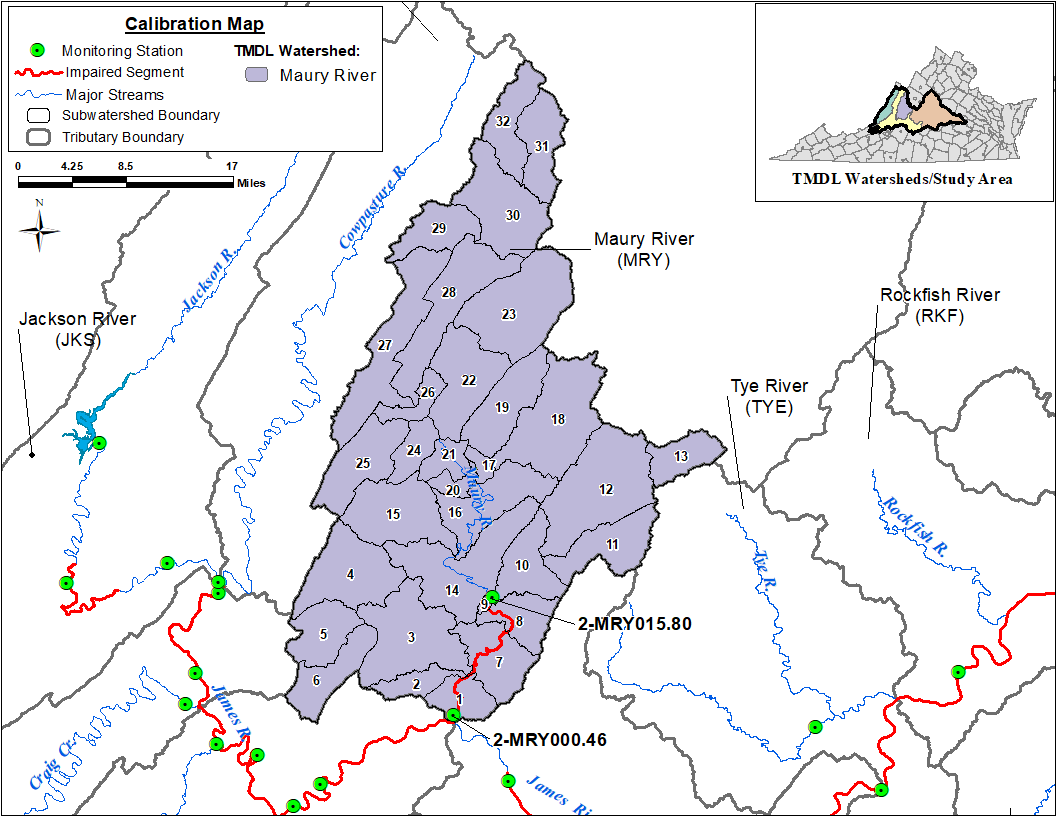 Calibration Map
Monitoring Station
Impaired Segment
Major Streams
Subwatershed Boundary
Tributary Boundary
TMDL Watershed:
Maury River
0 4.25 8.5 17
Miles
N
TMDL Watersheds/Study Area
Jackson R.
Cowpasture R.
Maury River
(MRY)
Jackson River
(JKS)
Rockfish River
(RKF)
Tye River
(TYE)
32
31
30
29
28
23
27
22
26
19
18
24
21
17
25
13
20
12
15
16
Maury R.
11
10
4
14
9
8
5
3
7
6
2
1
Rockfish R.
Tye R.
2-MRY015.80
2-MRY000.46
James R.
Craig Cr.
James Ri